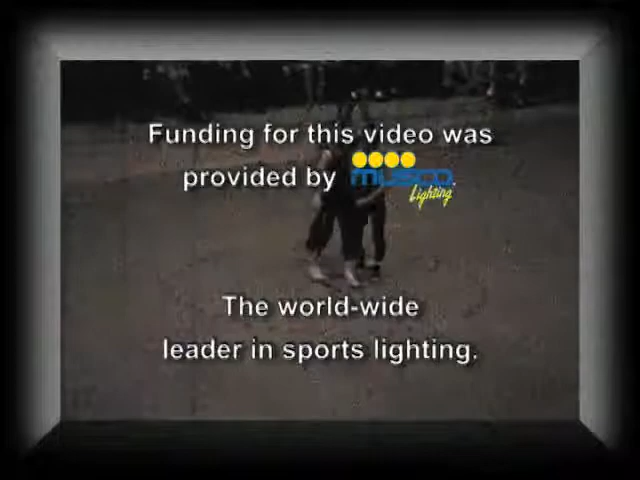 Funding for this video was
provided by MUSCO.
Lighting
The world-wide
leader in sports lighting.